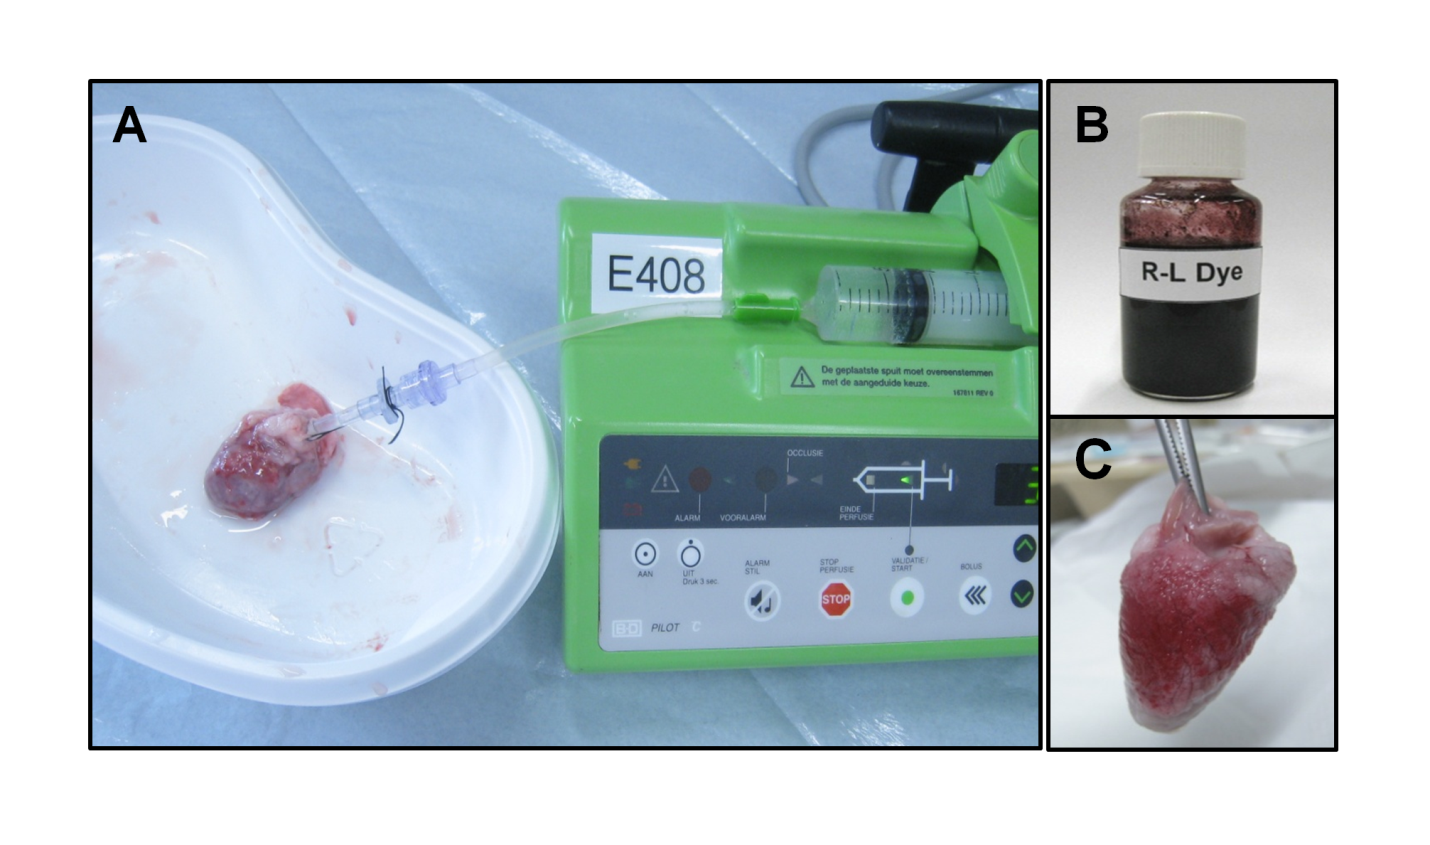 A
E408
De geplaatste spuit moet overeenstemmen
met de aangeduide keuze.
OCCLUSIE
ALARM
VOORALARM
EINDE
PERFUSIE
AAN
UIT
Druk 3 sec.
ALARM
STIL
STOP
PERFUSIE
STOP
VALIDATIE/
START
BOLUS
B-D PILOT C
B
R-L Dye
C